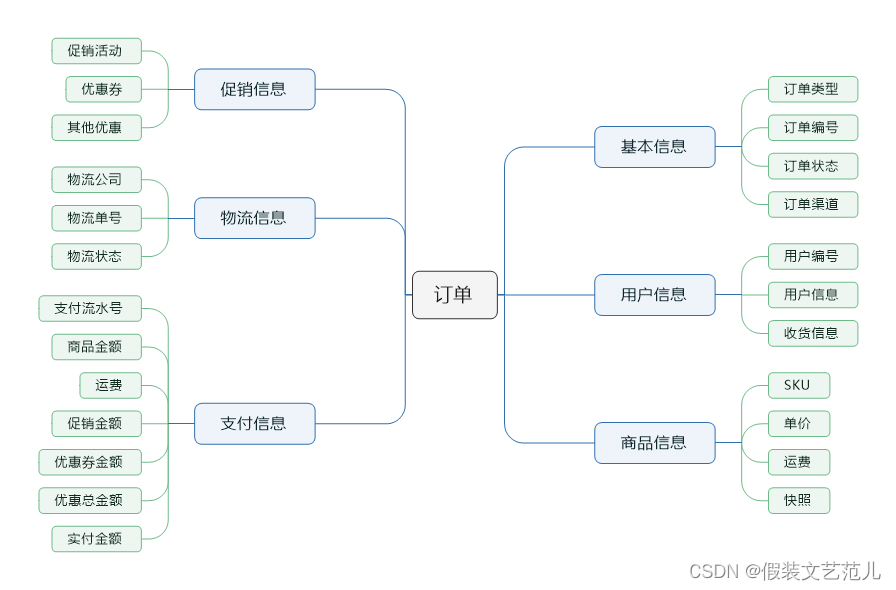 订单
促销信息
促销活动
优惠券
其他优惠
物流信息
物流公司
物流单号
物流状态
支付信息
支付流水号
商品金额
运费
促销金额
优惠券金额
优惠总金额
实付金额
基本信息
订单类型
订单编号
订单状态
订单渠道
用户信息
用户编号
用户信息
收货信息
商品信息
SKU
单价
运费
快照
CSDN @假装文艺范儿